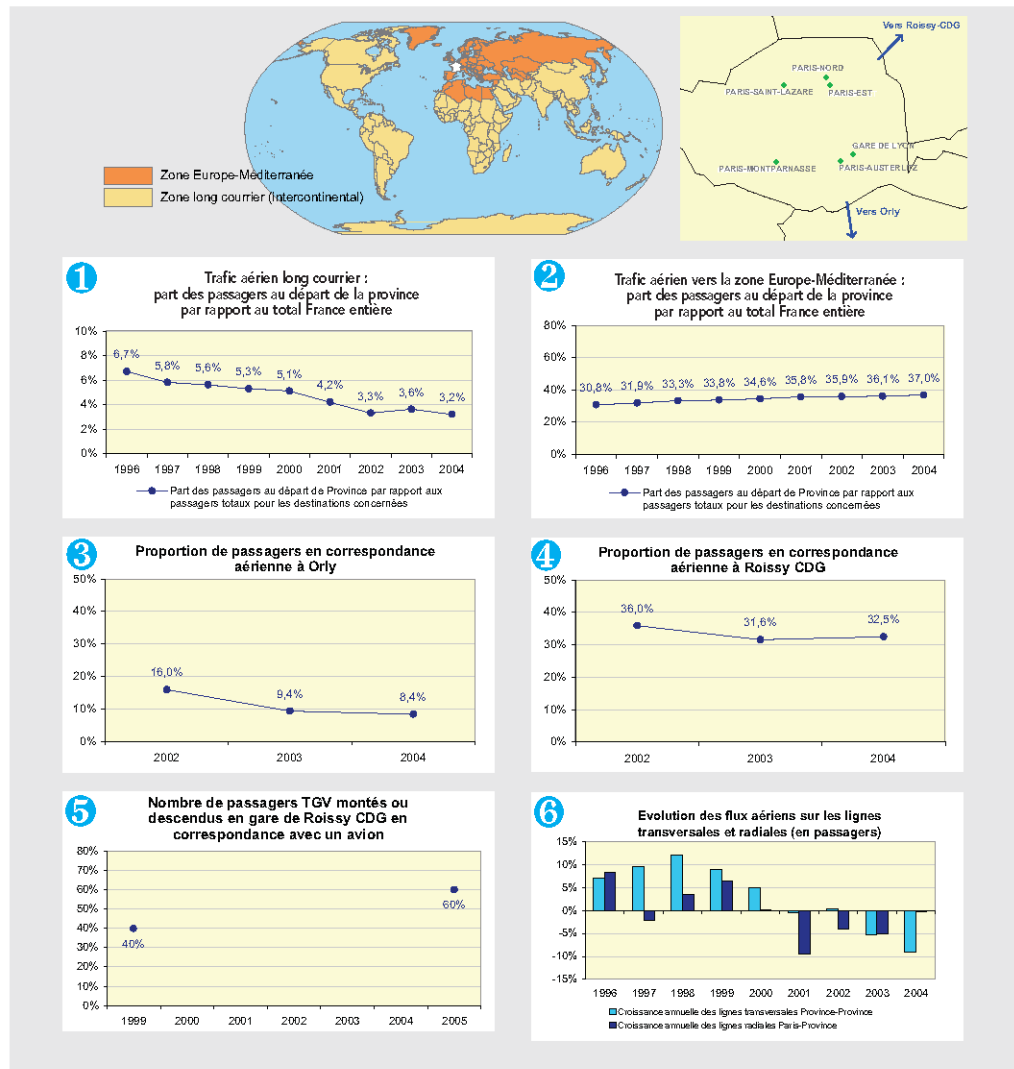 Zone Europe-Méditerranée
Zone long courrier (Intercontinental)
Vers Roissy-CDG
PARIS-NORD
PARIS-SAINT-LAZARE
PARIS-EST
GARE DE LYON
PARIS-MONTPARNASSE
PARIS-AUSTERLIZ
Vers Orly
1
Trafic aérien long courrier :
part des passagers au départ de la province
par rapport au total France entière
10%
8%
6%
4%
2%
0%
6,7%
5,8%
5,6%
5,3%
5,1%
4,2%
3,3%
3,6%
3,2%
1996 1997 1998 1999 2000 2001 2002 2003 2004
Part des passagers au départ de Province par rapport aux
passagers totaux pour les destinations concernées
2
Trafic aérien vers la zone Europe-Méditerranée :
part des passagers au départ de la province
par rapport au total France entière
80%
60%
40%
20%
0%
30,8% 31,9% 33,3% 33,8% 34,6% 35,8% 35,9% 36,1% 37,0%
1996 1997 1998 1999 2000 2001 2002 2003 2004
Part des passagers au départ de Province par rapport aux
passagers totaux pour les destinations concernées
3
Proportion de passagers en correspondance
aérienne à Orly
50%
40%
30%
20%
10%
0%
16,0%
9,4%
8,4%
2002 2003 2004
4
Proportion de passagers en correspondance
aérienne à Roissy CDG
50%
40%
30%
20%
10%
0%
36,0%
31,6%
32,5%
2002 2003 2004
5
Nombre de passagers TGV montés ou
descendus en gare de Roissy CDG en
correspondance avec un avion
80%
70%
60%
50%
40%
30%
20%
10%
0%
40%
60%
1999 2000 2001 2002 2003 2004 2005
6
Evolution des flux aériens sur les lignes
transversales et radiales (en passagers)
15%
10%
5%
0%
-5%
-10%
-15%
1996 1997 1998 1999 2000 2001 2002 2003 2004
Croissance annuelle des lignes transversales Province-Province
Croissance annuelle des lignes radiales Paris-Province